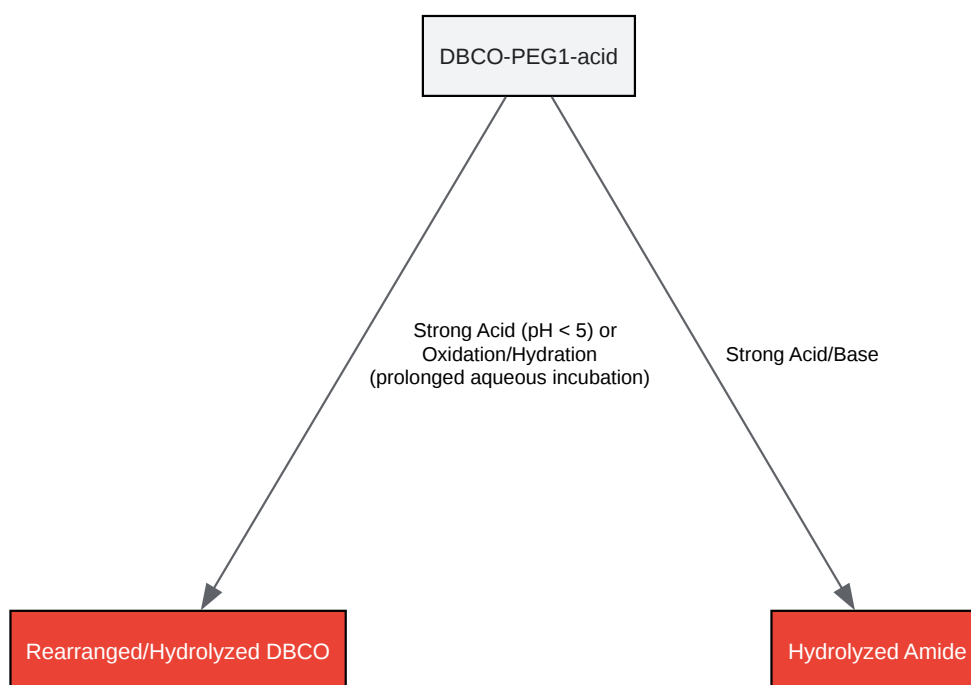 DBCO-PEG1-acid
Strong Acid (pH < 5) or
Oxidation/Hydration
(prolonged aqueous incubation)
Strong Acid/Base
Rearranged/Hydrolyzed DBCO
Hydrolyzed Amide